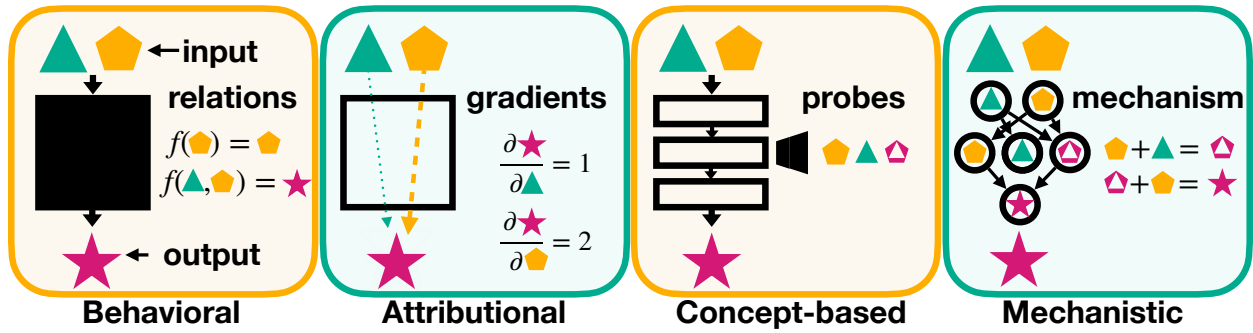 input
relations
f(⬟) = ⬟
f(▲,⬟) = ★
output
Behavioral
gradients
∂★/∂▲ = 1
∂★/∂⬟ = 2
Attributional
probes
Concept-based
mechanism
⬟+▲= ⬟
⬟+⬟= ★
Mechanistic